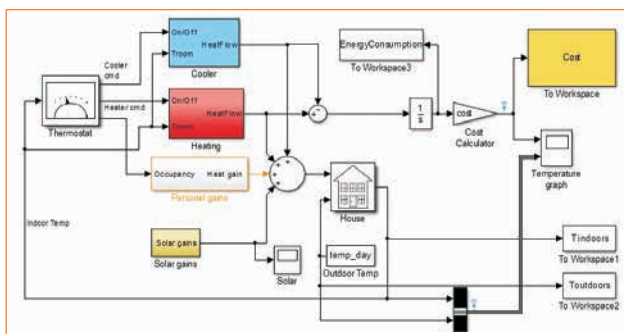 On/Off
Troom
HeatFlow
Cooler
Cooler
cmd
EnergyConsumption
To Workspace3
Cost
To Workspace
Thermostat
Heater cmd
On/Off
Troom
HeatFlow
Heating
1
s
cost
Cost
Calculator
Temperature
graph
Occupancy
Heat gain
Personal gains
House
Indoor Temp
Solar gains
Solar gains
Solar
temp_day
Outdoor Temp
Tindoors
To Workspace1
Toutdoors
To Workspace2